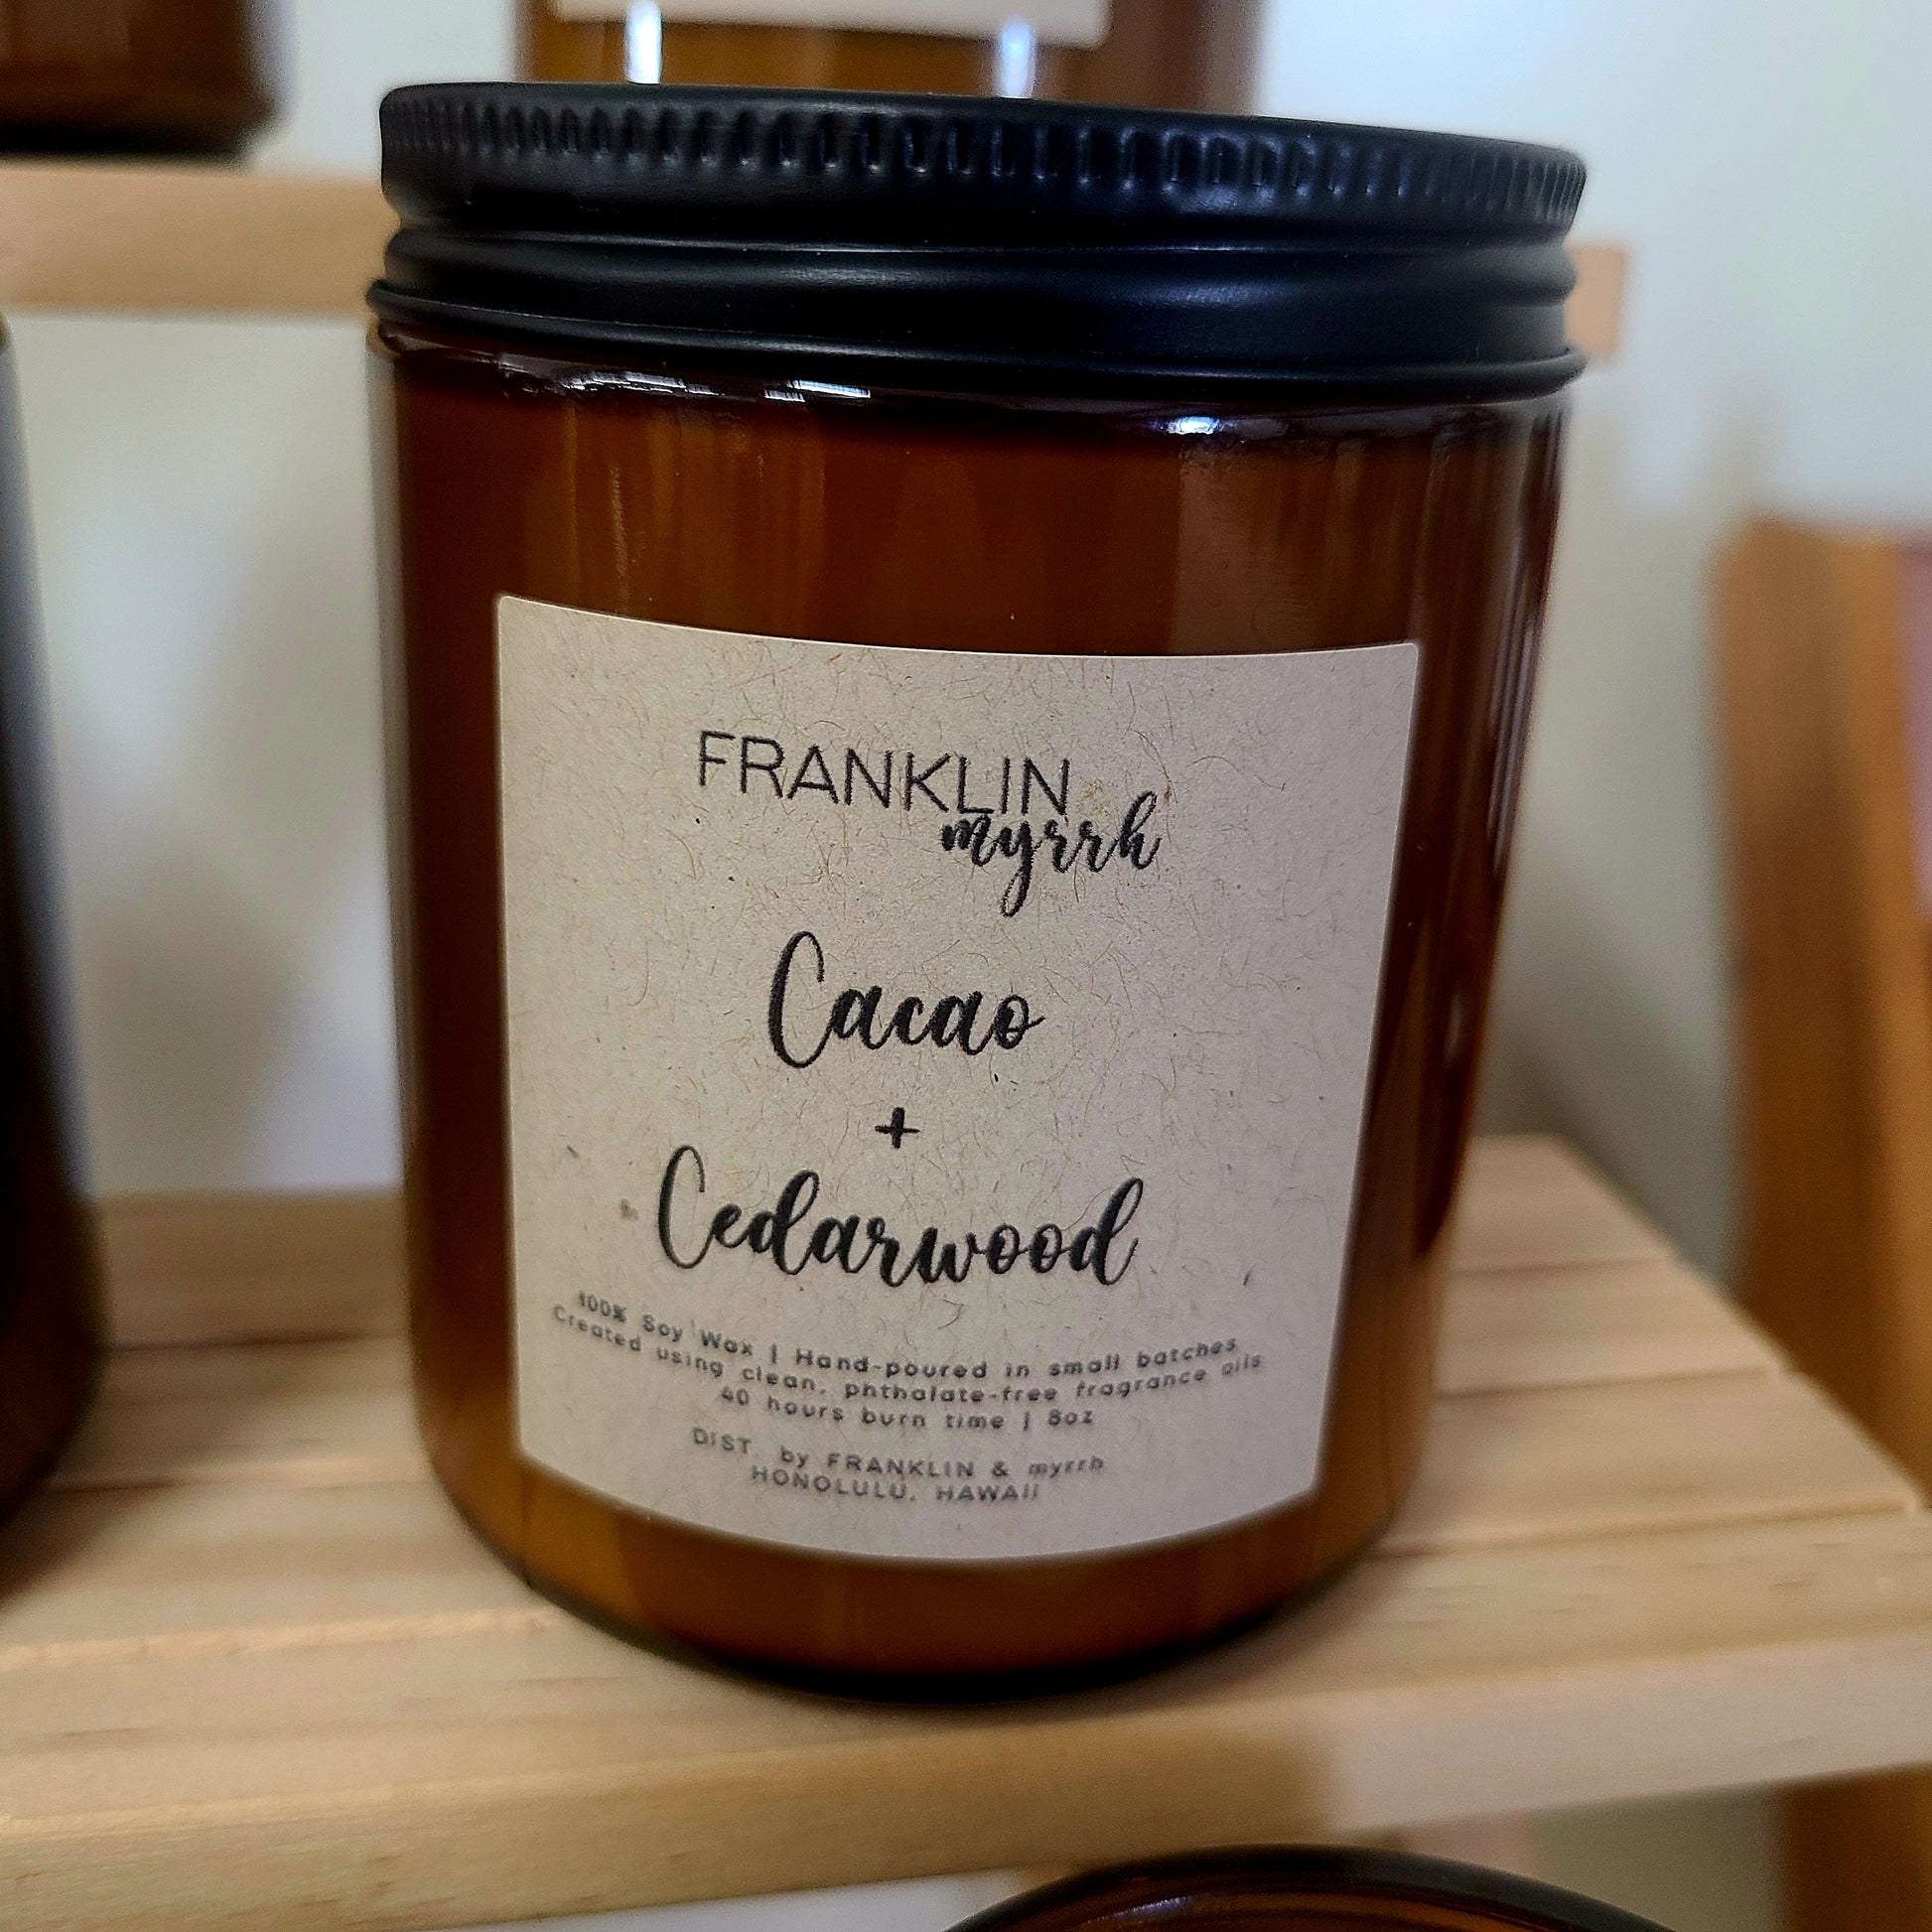 FRANKLIN
myrrh
Cacao
+
Cedarwood
100% Soy Wax | Hand-poured in small batches
Created using clean, phthalate-free fragrance oils
40 hours burn time | 8oz
DIST. by FRANKLIN & myrrh
HONOLULU, HAWAII